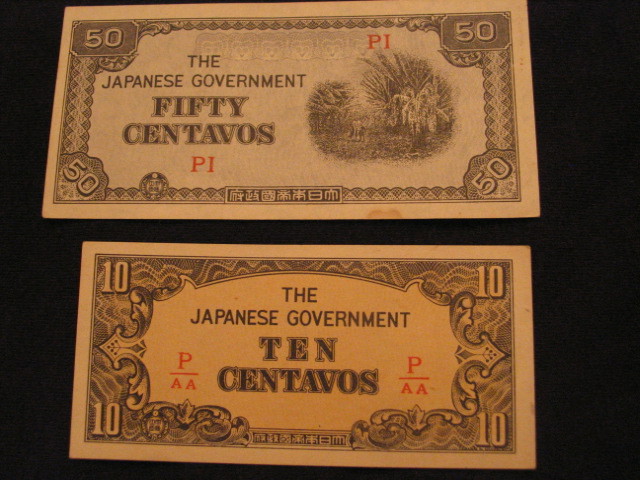 50 50
PI
THE
JAPANESE GOVERNMENT
FIFTY
CENTAVOS
PI
50 50
大日本帝國政府
10 10
THE
JAPANESE GOVERNMENT
TEN
CENTAVOS
P
AA
P
AA
10 10
大日本帝國政府